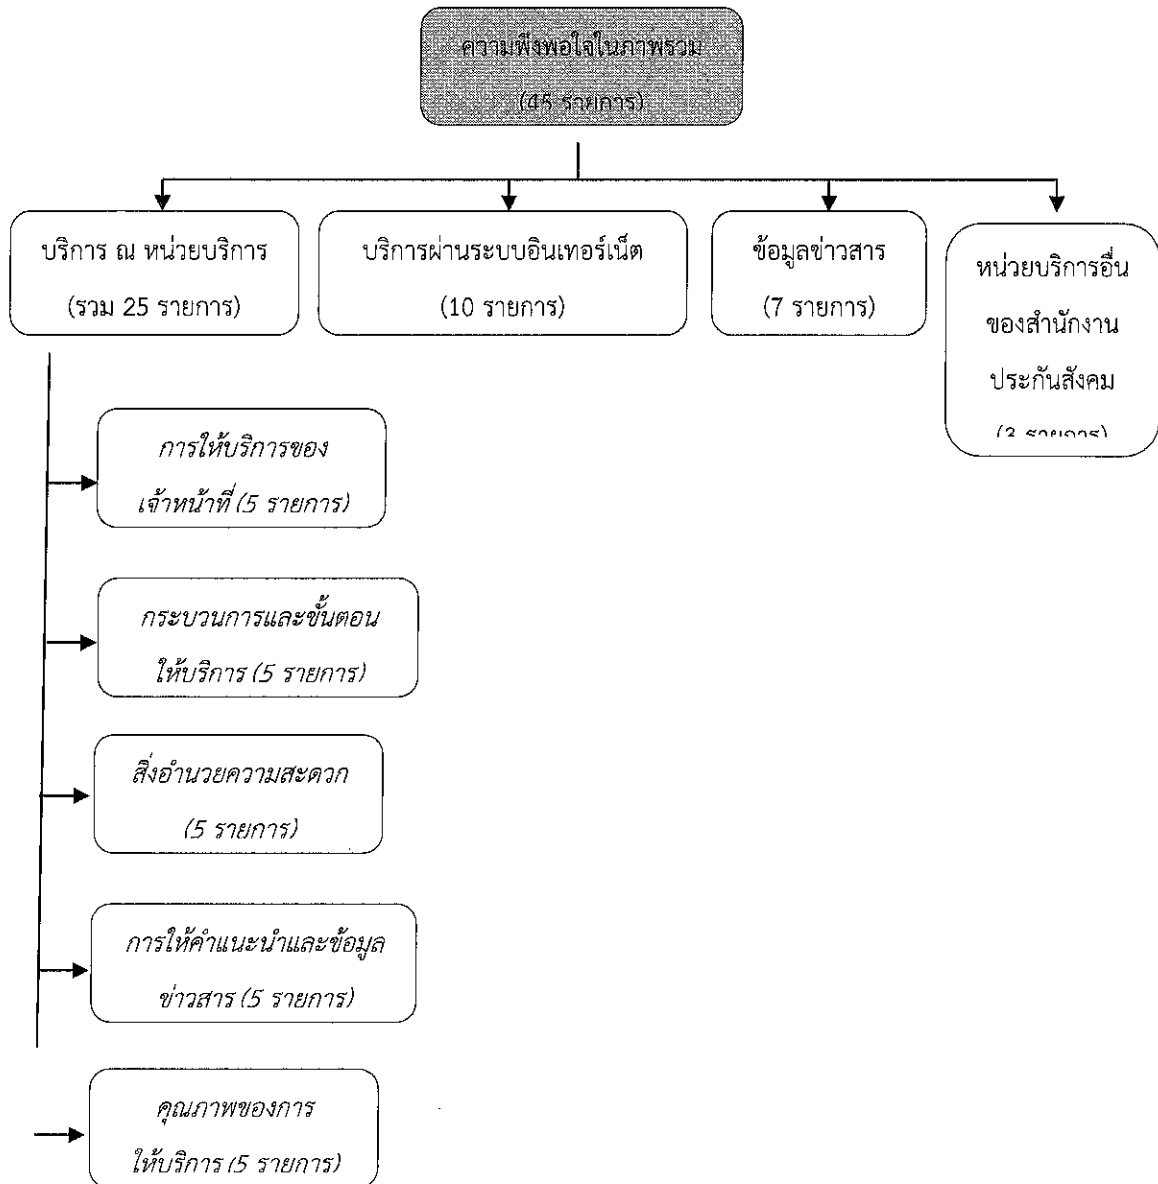 ความพึงพอใจในภาพรวม
(45 รายการ)
บริการ ณ หน่วยบริการ
(รวม 25 รายการ)
บริการผ่านระบบอินเทอร์เน็ต
(10 รายการ)
ข้อมูลข่าวสาร
(7 รายการ)
หน่วยบริการอื่น
ของสำนักงาน
ประกันสังคม
(3 รายการ)
การให้บริการของ
เจ้าหน้าที่ (5 รายการ)
กระบวนการและขั้นตอน
ให้บริการ (5 รายการ)
สิ่งอำนวยความสะดวก
(5 รายการ)
การให้คำแนะนำและข้อมูล
ข่าวสาร (5 รายการ)
คุณภาพของการ
ให้บริการ (5 รายการ)